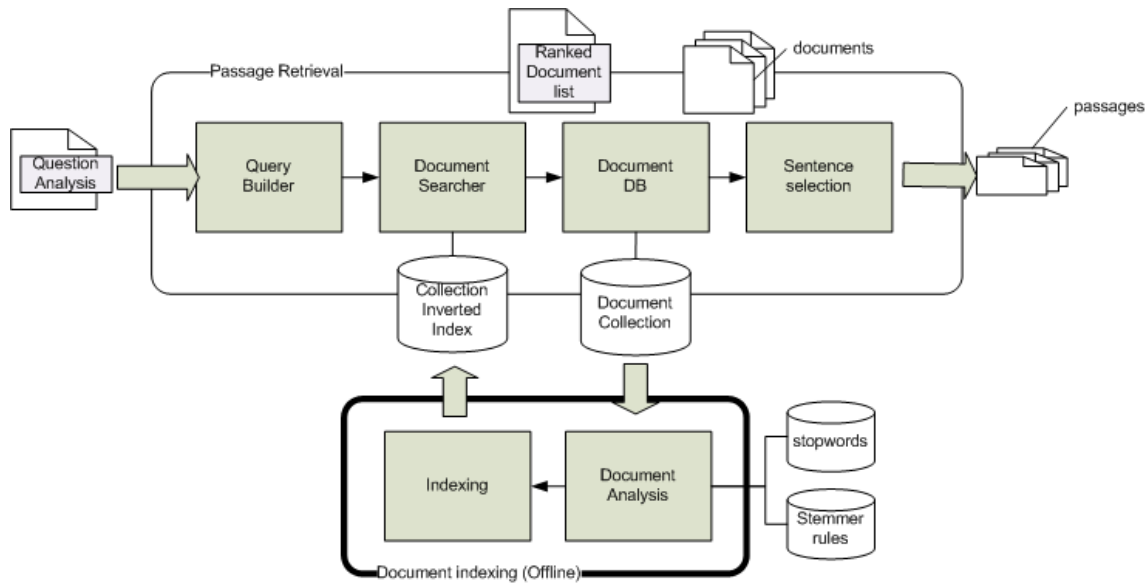 Ranked
Document
list
documents
Passage Retrieval
passages
Question
Analysis
Query
Builder
Document
Searcher
Document
DB
Sentence
selection
Collection
Inverted
Index
Document
Collection
stopwords
Indexing
Document
Analysis
Stemmer
rules
Document indexing (Offline)